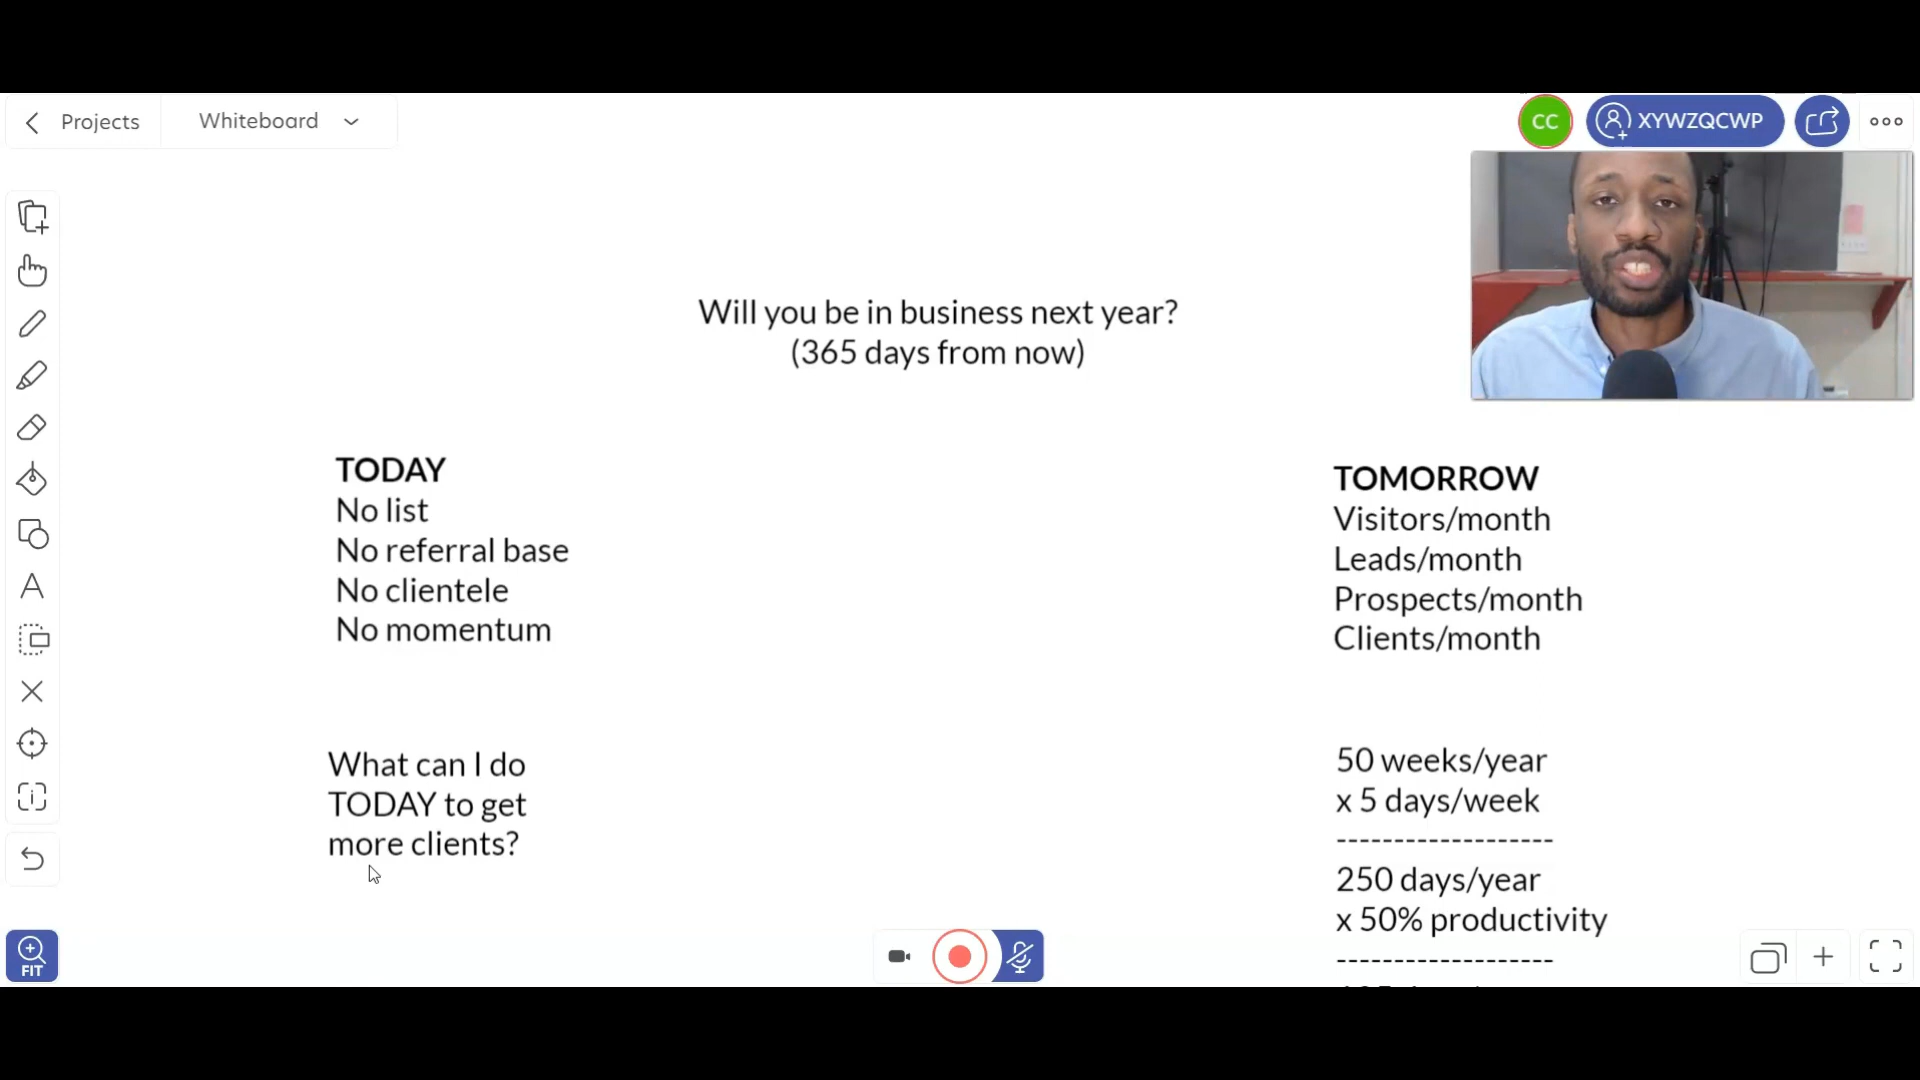 Projects
Whiteboard
CC
XYWZQCWP
Will you be in business next year?
(365 days from now)
TODAY
No list
No referral base
No clientele
No momentum
What can I do
TODAY to get
more clients?
TOMORROW
Visitors/month
Leads/month
Prospects/month
Clients/month
50 weeks/year
x 5 days/week
-------------------
250 days/year
x 50% productivity
-------------------
FIT